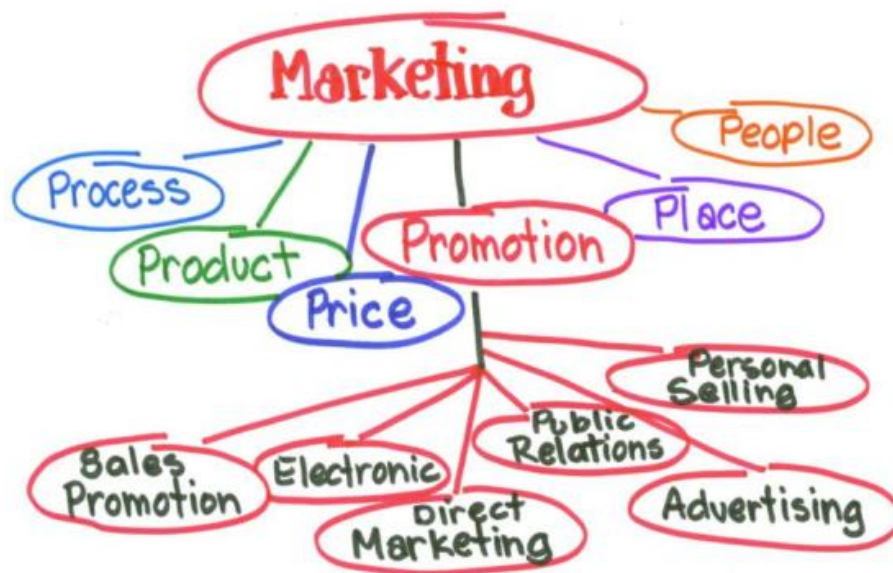 Marketing
People
Process
Place
Promotion
Product
Price
Personal
Selling
Public
Relations
Sales
Promotion
Electronic
Advertising
Direct
Marketing